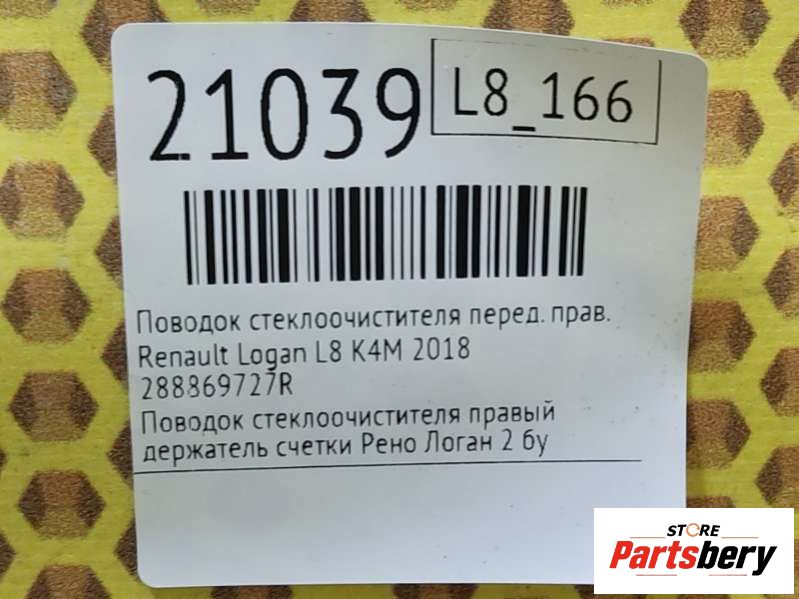 21039
L8_166
Поводок стеклоочистителя перед. прав.
Renault Logan L8 K4M 2018
288869727R
Поводок стеклоочистителя правый
держатель счетки Рено Логан 2 бу
STORE
Partsbery